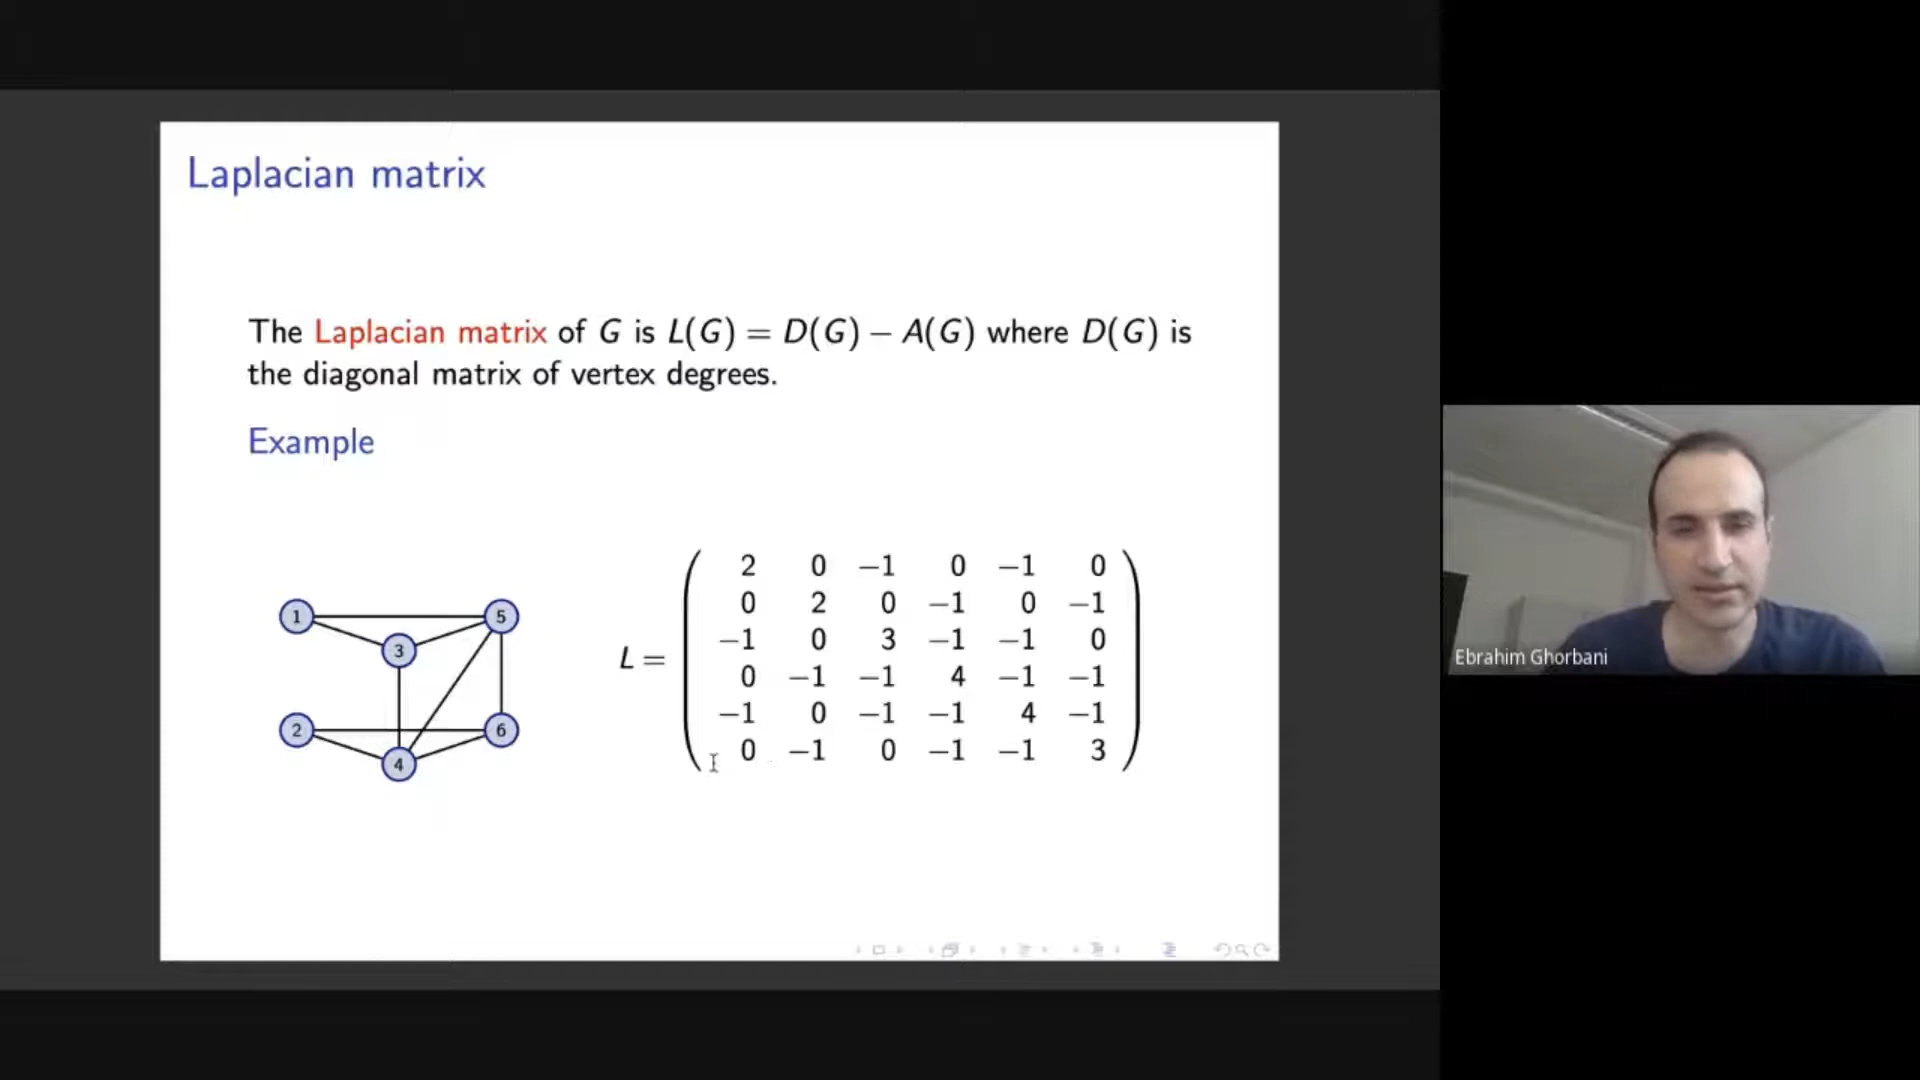 Laplacian matrix
The Laplacian matrix of G is L(G) = D(G) − A(G) where D(G) is
the diagonal matrix of vertex degrees.
Example
1 5
3
2 6
4
L =
2 0 −1 0 −1 0
0 2 0 −1 0 −1
−1 0 3 −1 −1 0
0 −1 −1 4 −1 −1
−1 0 −1 −1 4 −1
0 −1 0 −1 −1 3
Ebrahim Ghorbani